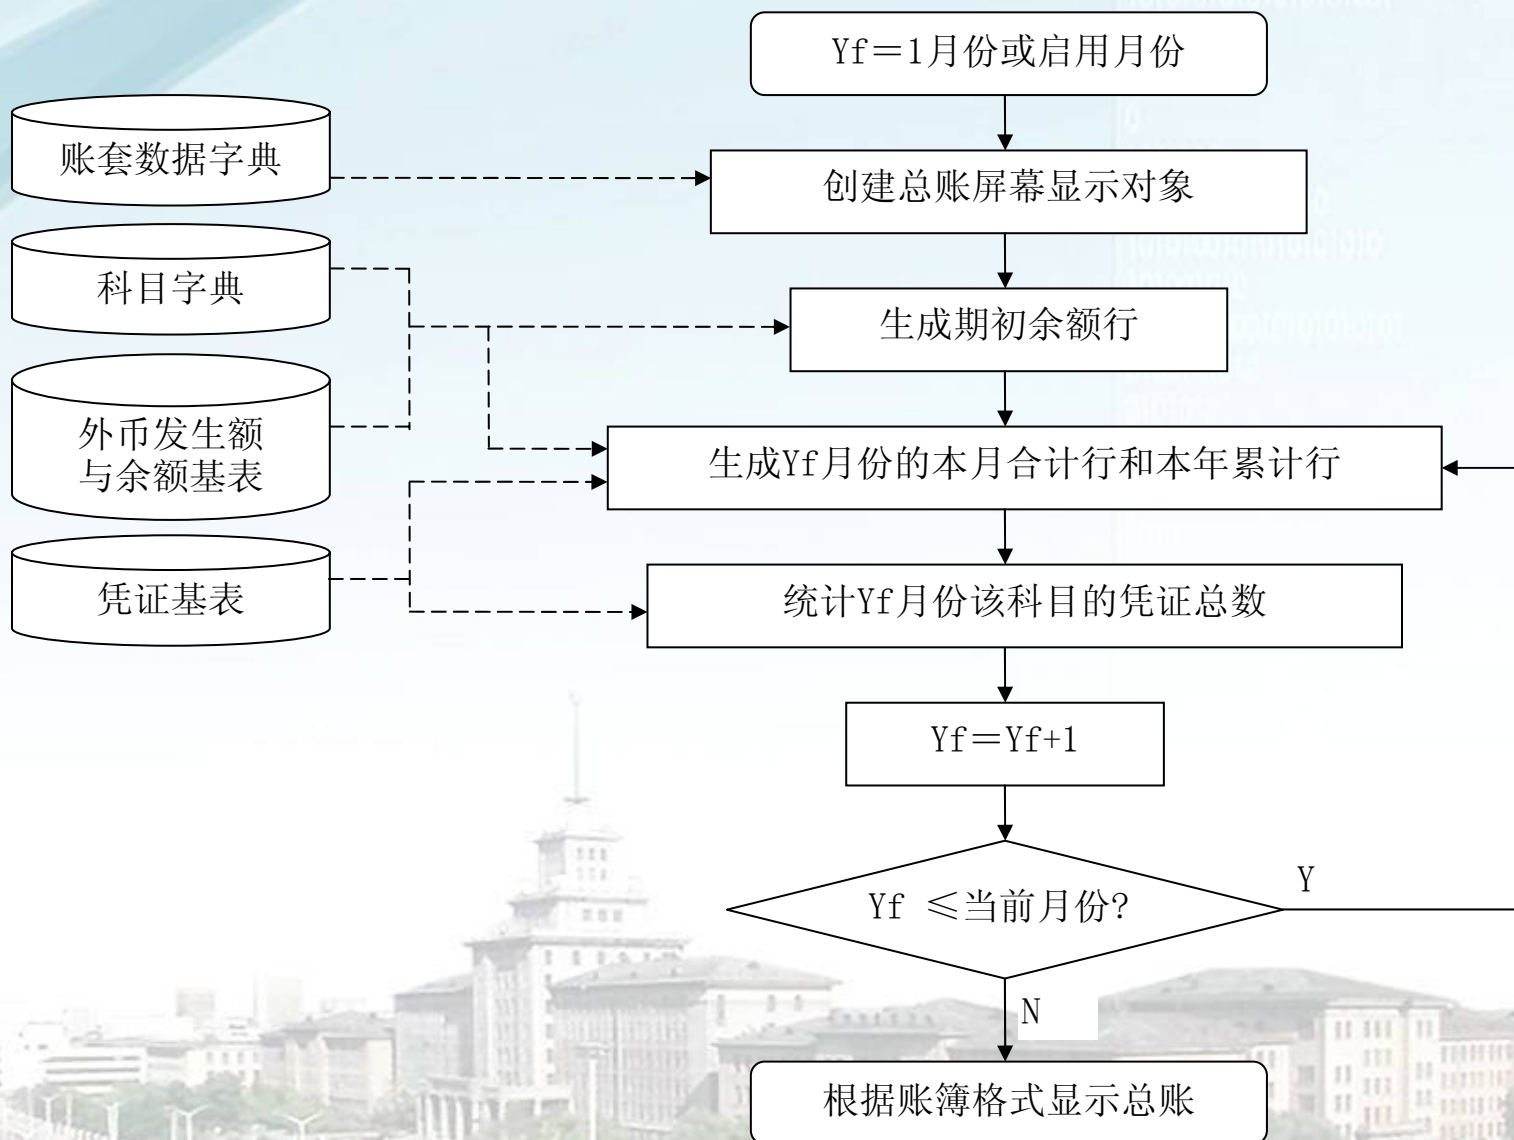 Yf＝1月份或启用月份
账套数据字典
创建总账屏幕显示对象
科目字典
生成期初余额行
外币发生额
与余额基表
生成Yf月份的本月合计行和本年累计行
凭证基表
统计Yf月份该科目的凭证总数
Yf＝Yf+1
Yf ≤当前月份?
Y
N
根据账簿格式显示总账